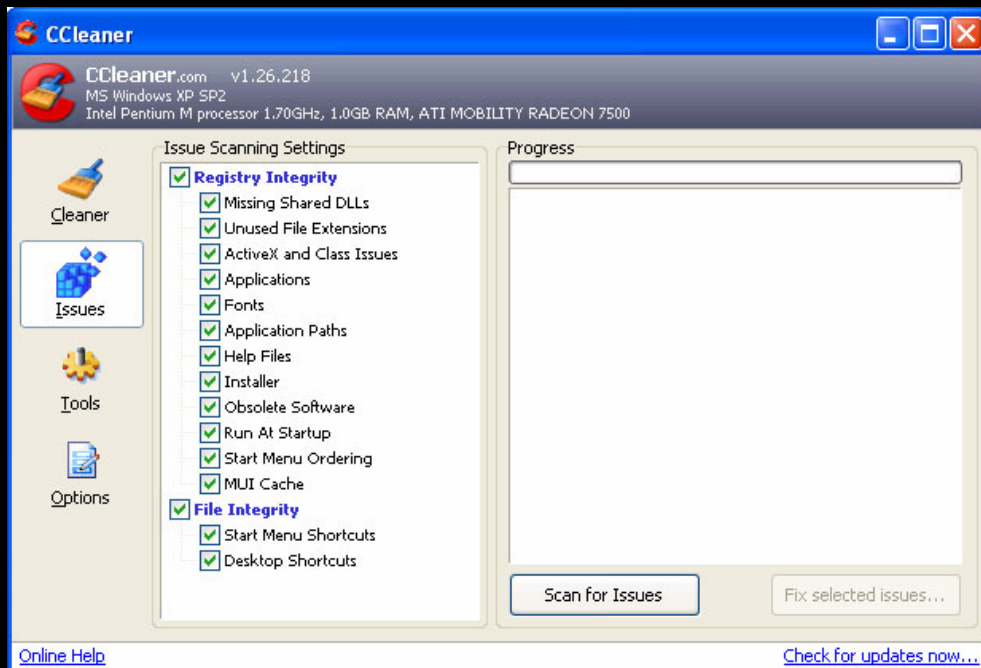 CCleaner
CCleaner.com v1.26.218
MS Windows XP SP2
Intel Pentium M processor 1.70GHz, 1.0GB RAM, ATI MOBILITY RADEON 7500
Cleaner
Issues
Tools
Options
Issue Scanning Settings
Registry Integrity
Missing Shared DLLs
Unused File Extensions
ActiveX and Class Issues
Applications
Fonts
Application Paths
Help Files
Installer
Obsolete Software
Run At Startup
Start Menu Ordering
MUI Cache
File Integrity
Start Menu Shortcuts
Desktop Shortcuts
Progress
Scan for Issues
Fix selected issues...
Online Help
Check for updates now...